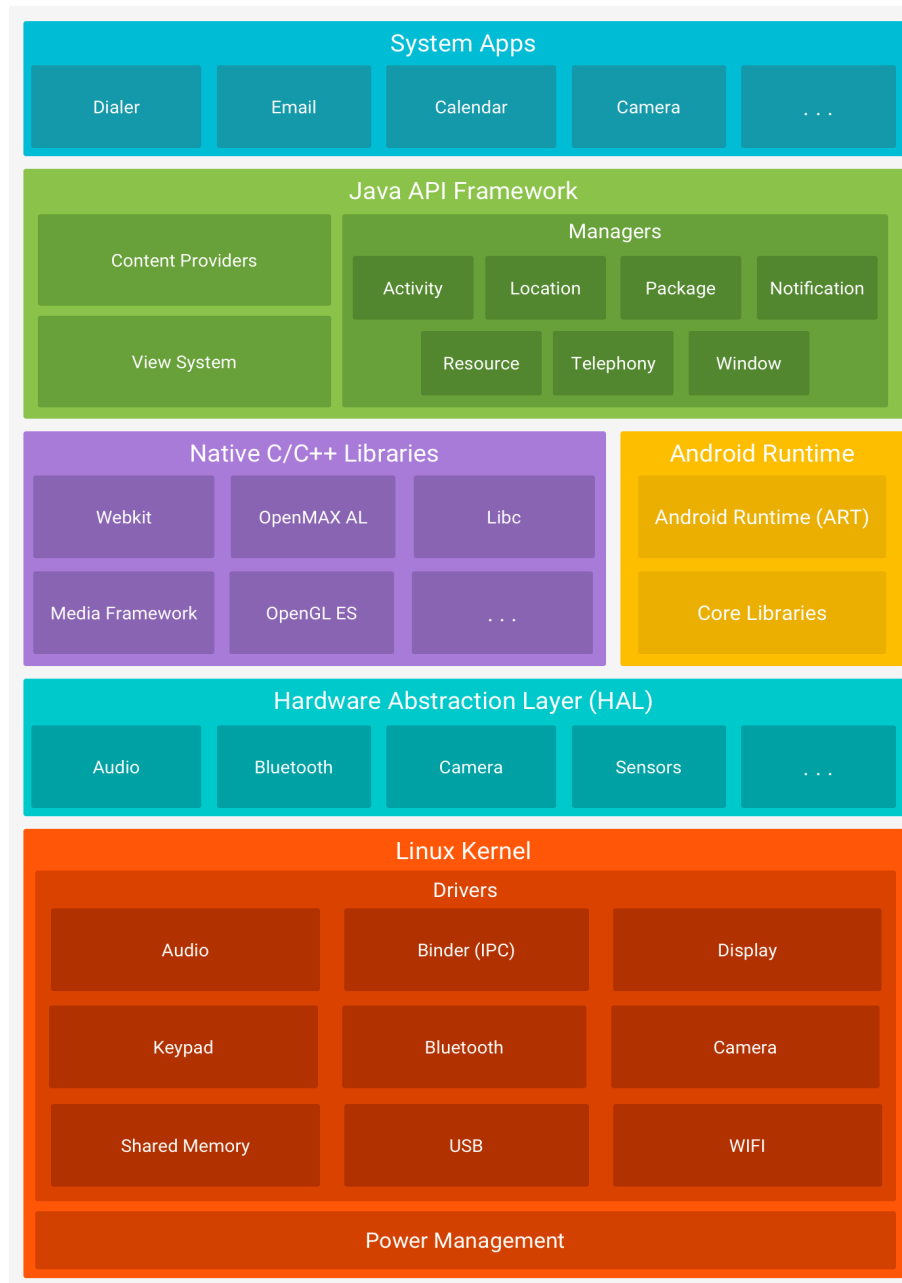 System Apps
Dialer
Email
Calendar
Camera
. . .
Java API Framework
Content Providers
View System
Managers
Activity
Location
Package
Notification
Resource
Telephony
Window
Native C/C++ Libraries
Webkit
OpenMAX AL
Libc
Media Framework
OpenGL ES
. . .
Android Runtime
Android Runtime (ART)
Core Libraries
Hardware Abstraction Layer (HAL)
Audio
Bluetooth
Camera
Sensors
. . .
Linux Kernel
Drivers
Audio
Binder (IPC)
Display
Keypad
Bluetooth
Camera
Shared Memory
USB
WIFI
Power Management